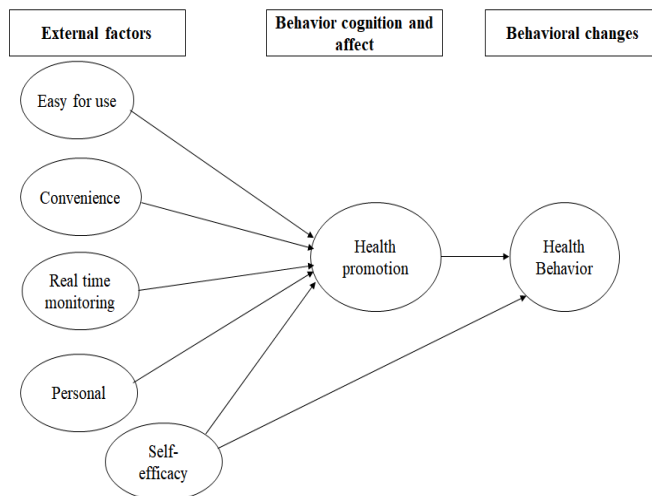 External factors
Behavior cognition and
affect
Behavioral changes
Easy for use
Convenience
Real time
monitoring
Personal
Self-
efficacy
Health
promotion
Health
Behavior